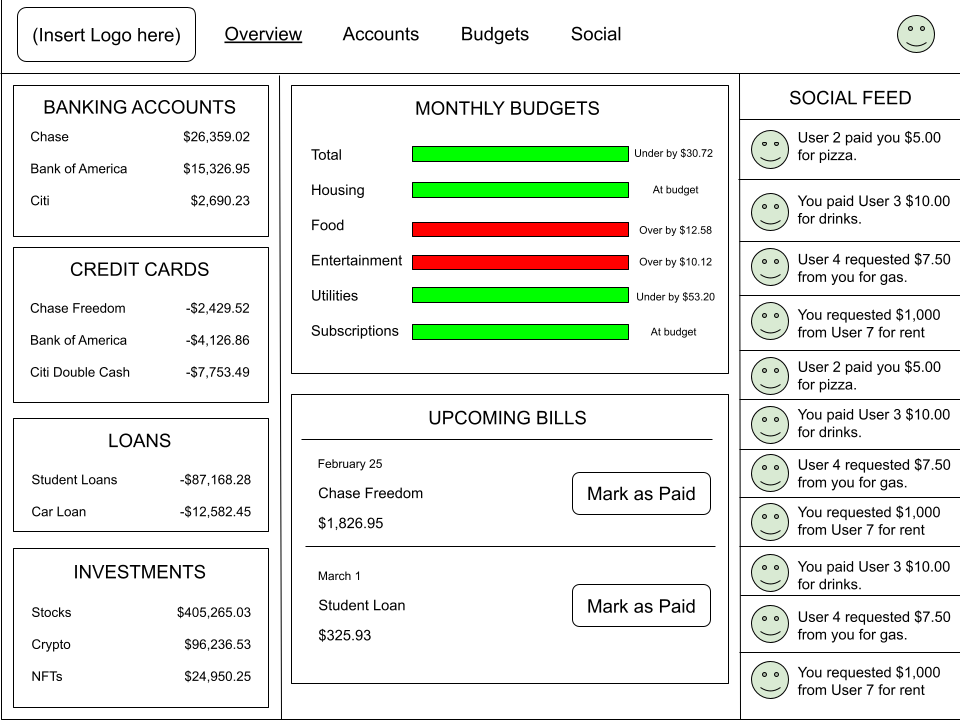 (Insert Logo here)
Overview
Accounts
Budgets
Social
BANKING ACCOUNTS
Chase $26,359.02
Bank of America $15,326.95
Citi $2,690.23
CREDIT CARDS
Chase Freedom -$2,429.52
Bank of America -$4,126.86
Citi Double Cash -$7,753.49
LOANS
Student Loans -$87,168.28
Car Loan -$12,582.45
INVESTMENTS
Stocks $405,265.03
Crypto $96,236.53
NFTs $24,950.25
MONTHLY BUDGETS
Total Under by $30.72
Housing At budget
Food Over by $12.58
Entertainment Over by $10.12
Utilities Under by $53.20
Subscriptions At budget
UPCOMING BILLS
February 25
Chase Freedom
$1,826.95
Mark as Paid
March 1
Student Loan
$325.93
Mark as Paid
SOCIAL FEED
User 2 paid you $5.00
for pizza.
You paid User 3 $10.00
for drinks.
User 4 requested $7.50
from you for gas.
You requested $1,000
from User 7 for rent
User 2 paid you $5.00
for pizza.
You paid User 3 $10.00
for drinks.
User 4 requested $7.50
from you for gas.
You requested $1,000
from User 7 for rent
You paid User 3 $10.00
for drinks.
User 4 requested $7.50
from you for gas.
You requested $1,000
from User 7 for rent